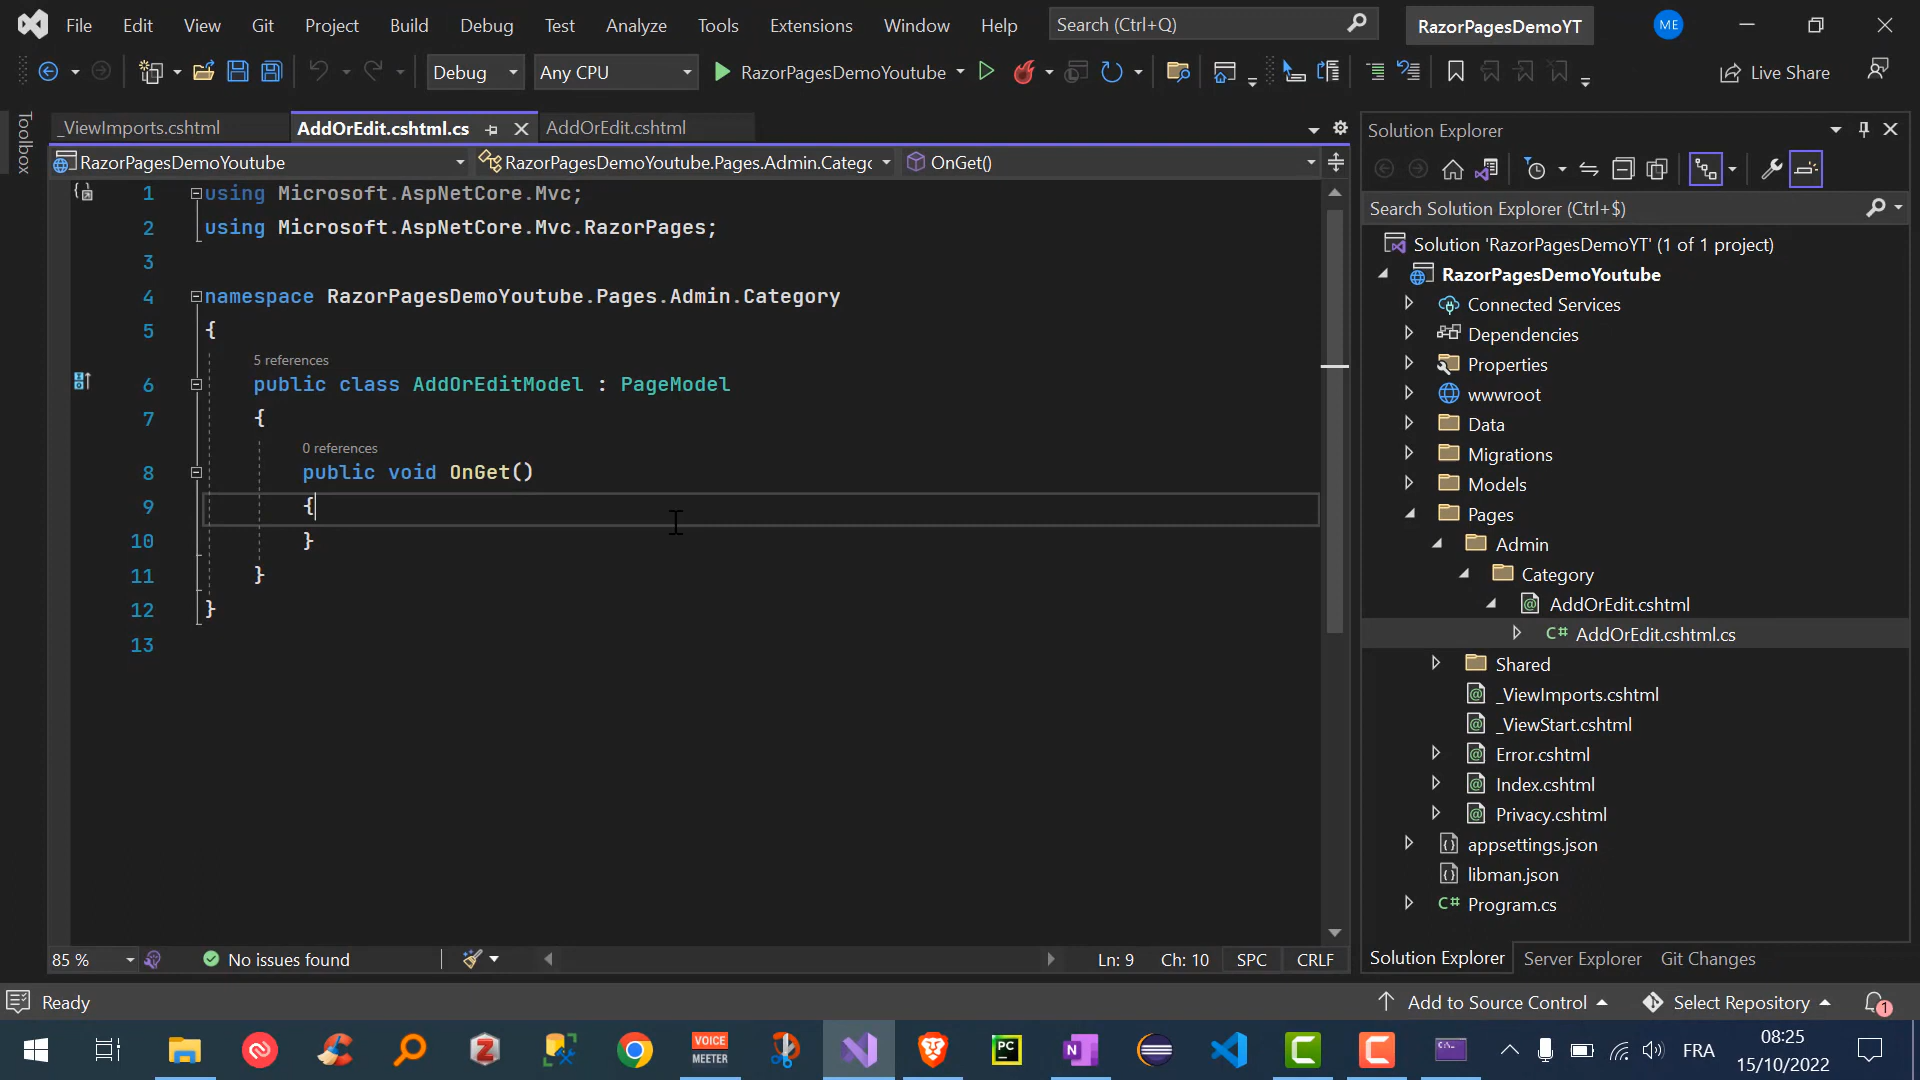 File Edit View Git Project Build Debug Test Analyze Tools Extensions Window Help Search (Ctrl+Q) RazorPagesDemoYT ME
Debug Any CPU RazorPagesDemoYoutube Live Share
Toolbox
_ViewImports.cshtml AddOrEdit.cshtml.cs AddOrEdit.cshtml
RazorPagesDemoYoutube RazorPagesDemoYoutube.Pages.Admin.Catego OnGet()
1 using Microsoft.AspNetCore.Mvc;
2 using Microsoft.AspNetCore.Mvc.RazorPages;
3
4 namespace RazorPagesDemoYoutube.Pages.Admin.Category
5 {
5 references
6 public class AddOrEditModel : PageModel
7 {
0 references
8 public void OnGet()
9 {
10 }
11 }
12 }
13
85 % No issues found Ln: 9 Ch: 10 SPC CRLF
Solution Explorer
Search Solution Explorer (Ctrl+$)
Solution 'RazorPagesDemoYT' (1 of 1 project)
RazorPagesDemoYoutube
Connected Services
Dependencies
Properties
wwwroot
Data
Migrations
Models
Pages
Admin
Category
AddOrEdit.cshtml
C# AddOrEdit.cshtml.cs
Shared
_ViewImports.cshtml
_ViewStart.cshtml
Error.cshtml
Index.cshtml
Privacy.cshtml
appsettings.json
libman.json
C# Program.cs
Solution Explorer Server Explorer Git Changes
Ready Add to Source Control Select Repository 1
VOICE
MEETER
PC
N
FRA
08:25
15/10/2022